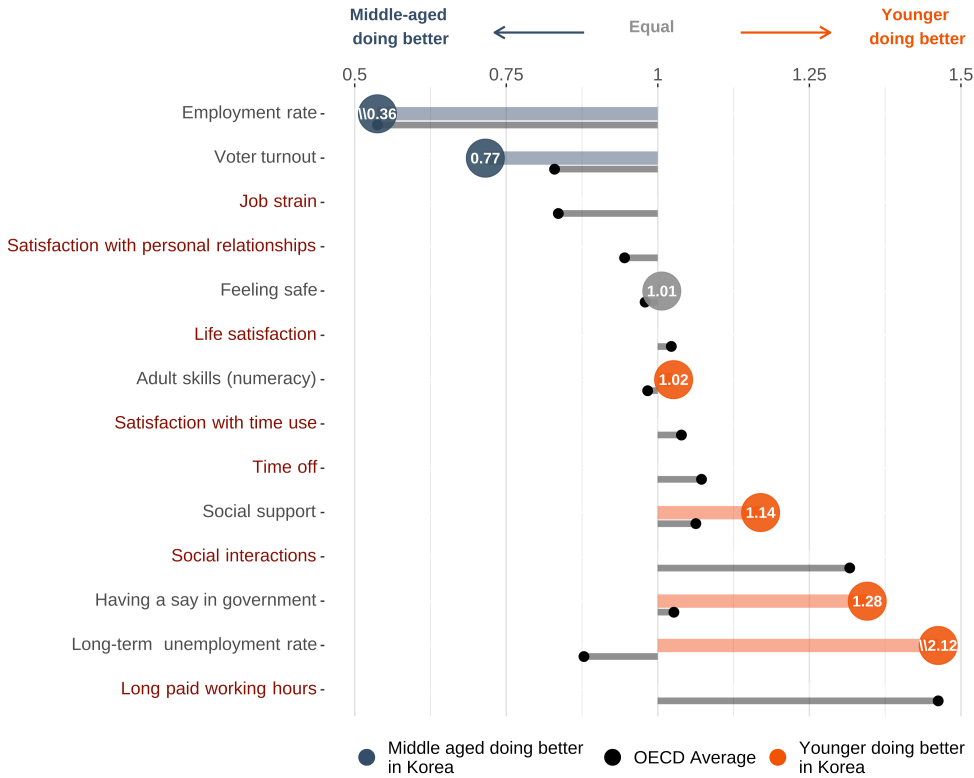 Middle-aged
doing better
Equal
Younger
doing better
0.5 0.75 1 1.25 1.5
Employment rate \\0.36
Voter turnout 0.77
Job strain
Satisfaction with personal relationships
Feeling safe 1.01
Life satisfaction
Adult skills (numeracy) 1.02
Satisfaction with time use
Time off
Social support 1.14
Social interactions
Having a say in government 1.28
Long-term unemployment rate \\2.12
Long paid working hours
Middle aged doing better
in Korea
OECD Average
Younger doing better
in Korea